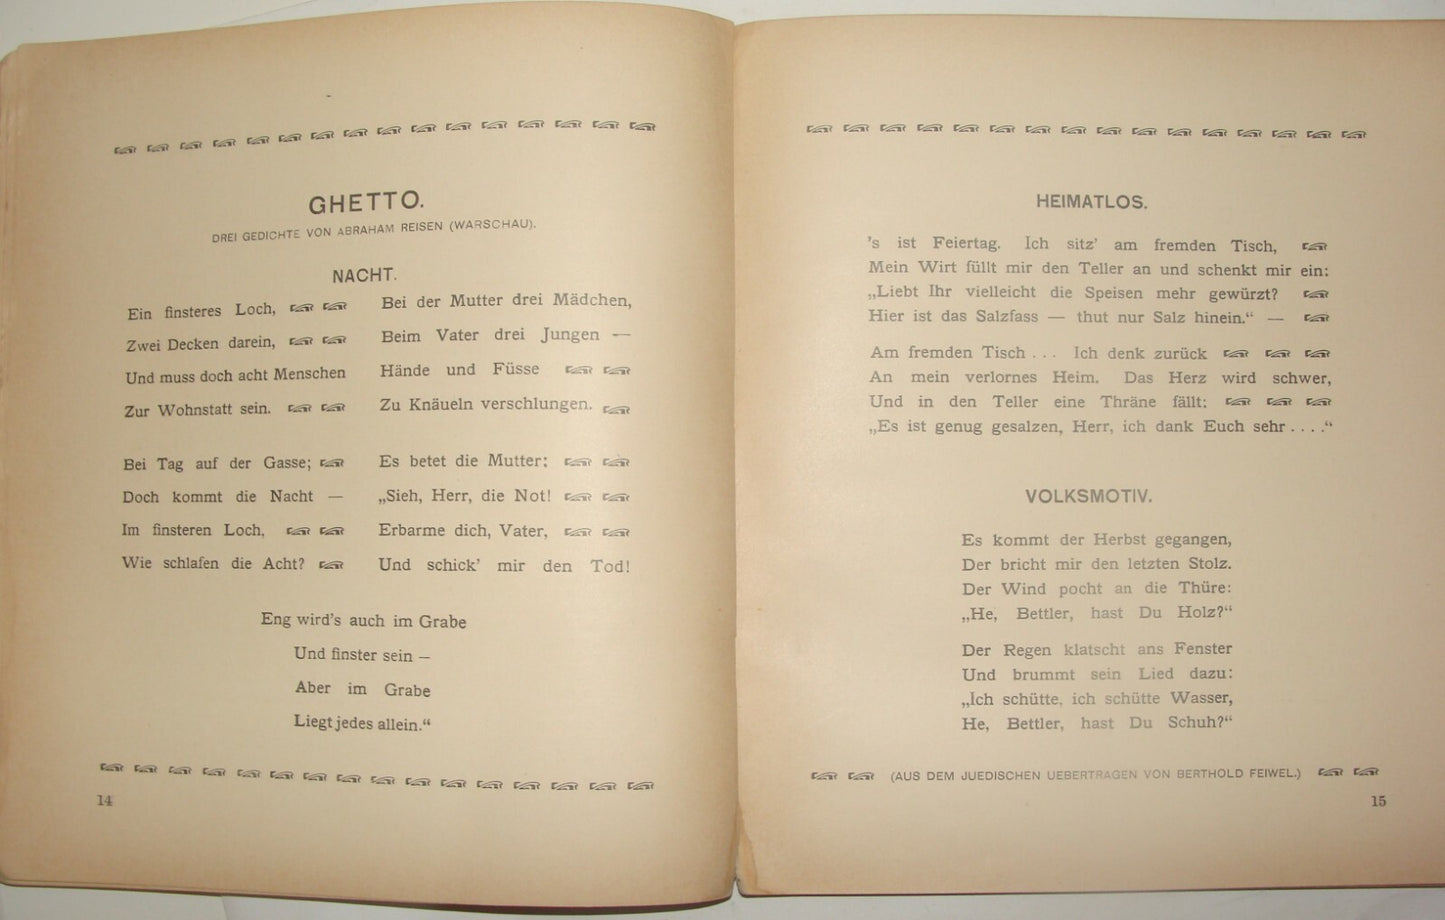 GHETTO.
DREI GEDICHTE VON ABRAHAM REISEN (WARSCHAU).
NACHT.
Ein finsteres Loch,
Zwei Decken darein,
Und muss doch acht Menschen
Zur Wohnstatt sein.
Bei Tag auf der Gasse;
Doch kommt die Nacht —
Im finsteren Loch,
Wie schlafen die Acht?
Bei der Mutter drei Mädchen,
Beim Vater drei Jungen —
Hände und Füsse
Zu Knäueln verschlungen.
Es betet die Mutter:
„Sieh, Herr, die Not!
Erbarme dich, Vater,
Und schick’ mir den Tod!
Eng wird’s auch im Grabe
Und finster sein —
Aber im Grabe
Liegt jedes allein.“
14
HEIMATLOS.
’s ist Feiertag. Ich sitz’ am fremden Tisch,
Mein Wirt füllt mir den Teller an und schenkt mir ein:
„Liebt Ihr vielleicht die Speisen mehr gewürzt?
Hier ist das Salzfass — thut nur Salz hinein.“ —
Am fremden Tisch . . . Ich denk zurück
An mein verlornes Heim. Das Herz wird schwer,
Und in den Teller eine Thräne fällt:
„Es ist genug gesalzen, Herr, ich dank Euch sehr . . . .“
VOLKSMOTIV.
Es kommt der Herbst gegangen,
Der bricht mir den letzten Stolz.
Der Wind pocht an die Thüre:
„He, Bettler, hast Du Holz?“
Der Regen klatscht ans Fenster
Und brummt sein Lied dazu:
„Ich schütte, ich schütte Wasser,
He, Bettler, hast Du Schuh?“
(AUS DEM JUEDISCHEN UEBERTRAGEN VON BERTHOLD FEIWEL.)
15